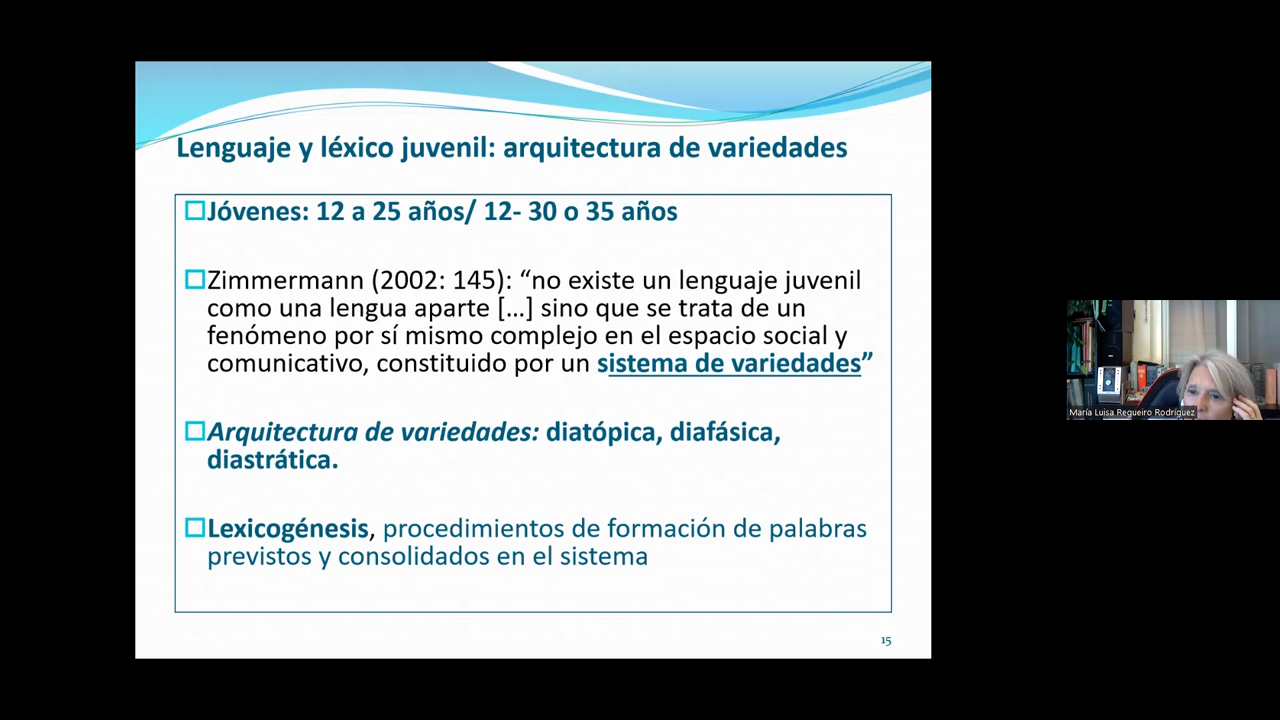 Lenguaje y léxico juvenil: arquitectura de variedades
Jóvenes: 12 a 25 años/ 12- 30 o 35 años
Zimmermann (2002: 145): “no existe un lenguaje juvenil
como una lengua aparte […] sino que se trata de un
fenómeno por sí mismo complejo en el espacio social y
comunicativo, constituido por un sistema de variedades”
Arquitectura de variedades: diatópica, diafásica,
diastrática.
Lexicogénesis, procedimientos de formación de palabras
previstos y consolidados en el sistema
15
María Luisa Regueiro Rodríguez